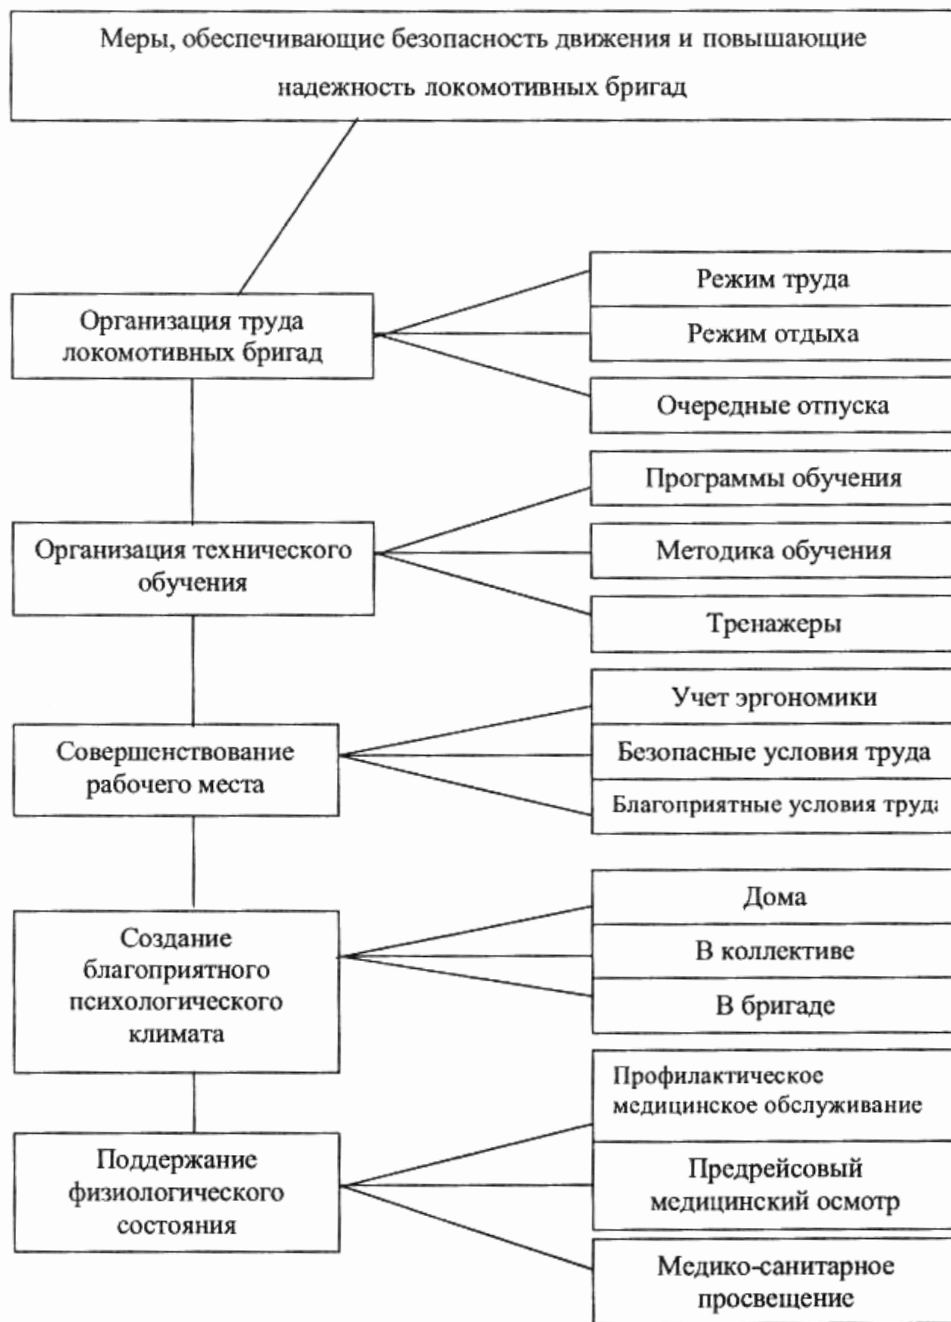 Меры, обеспечивающие безопасность движения и повышающие
надежность локомотивных бригад
Организация труда
локомотивных бригад
Режим труда
Режим отдыха
Очередные отпуска
Организация технического
обучения
Программы обучения
Методика обучения
Тренажеры
Совершенствование
рабочего места
Учет эргономики
Безопасные условия труда
Благоприятные условия труда
Создание
благоприятного
психологического
климата
Дома
В коллективе
В бригаде
Поддержание
физиологического
состояния
Профилактическое
медицинское обслуживание
Предрейсовый
медицинский осмотр
Медико-санитарное
просвещение